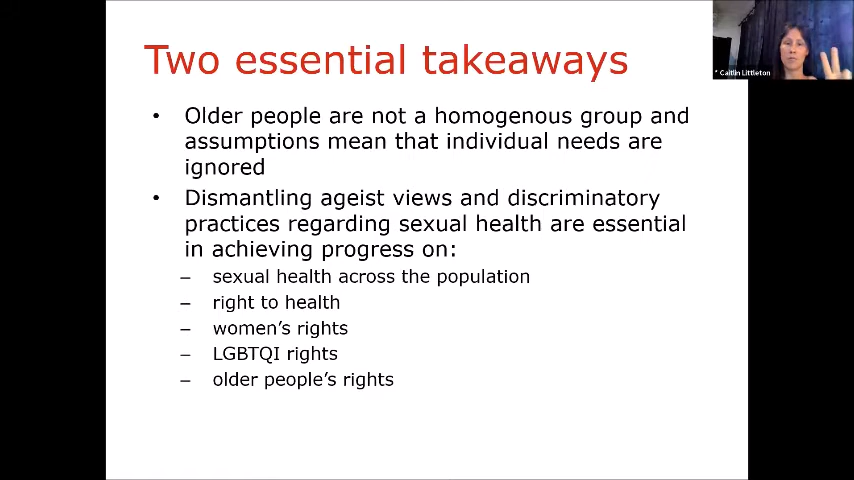 Two essential takeaways
* Caitlin Littleton
• Older people are not a homogenous group and
assumptions mean that individual needs are
ignored
• Dismantling ageist views and discriminatory
practices regarding sexual health are essential
in achieving progress on:
– sexual health across the population
– right to health
– women’s rights
– LGBTQI rights
– older people’s rights